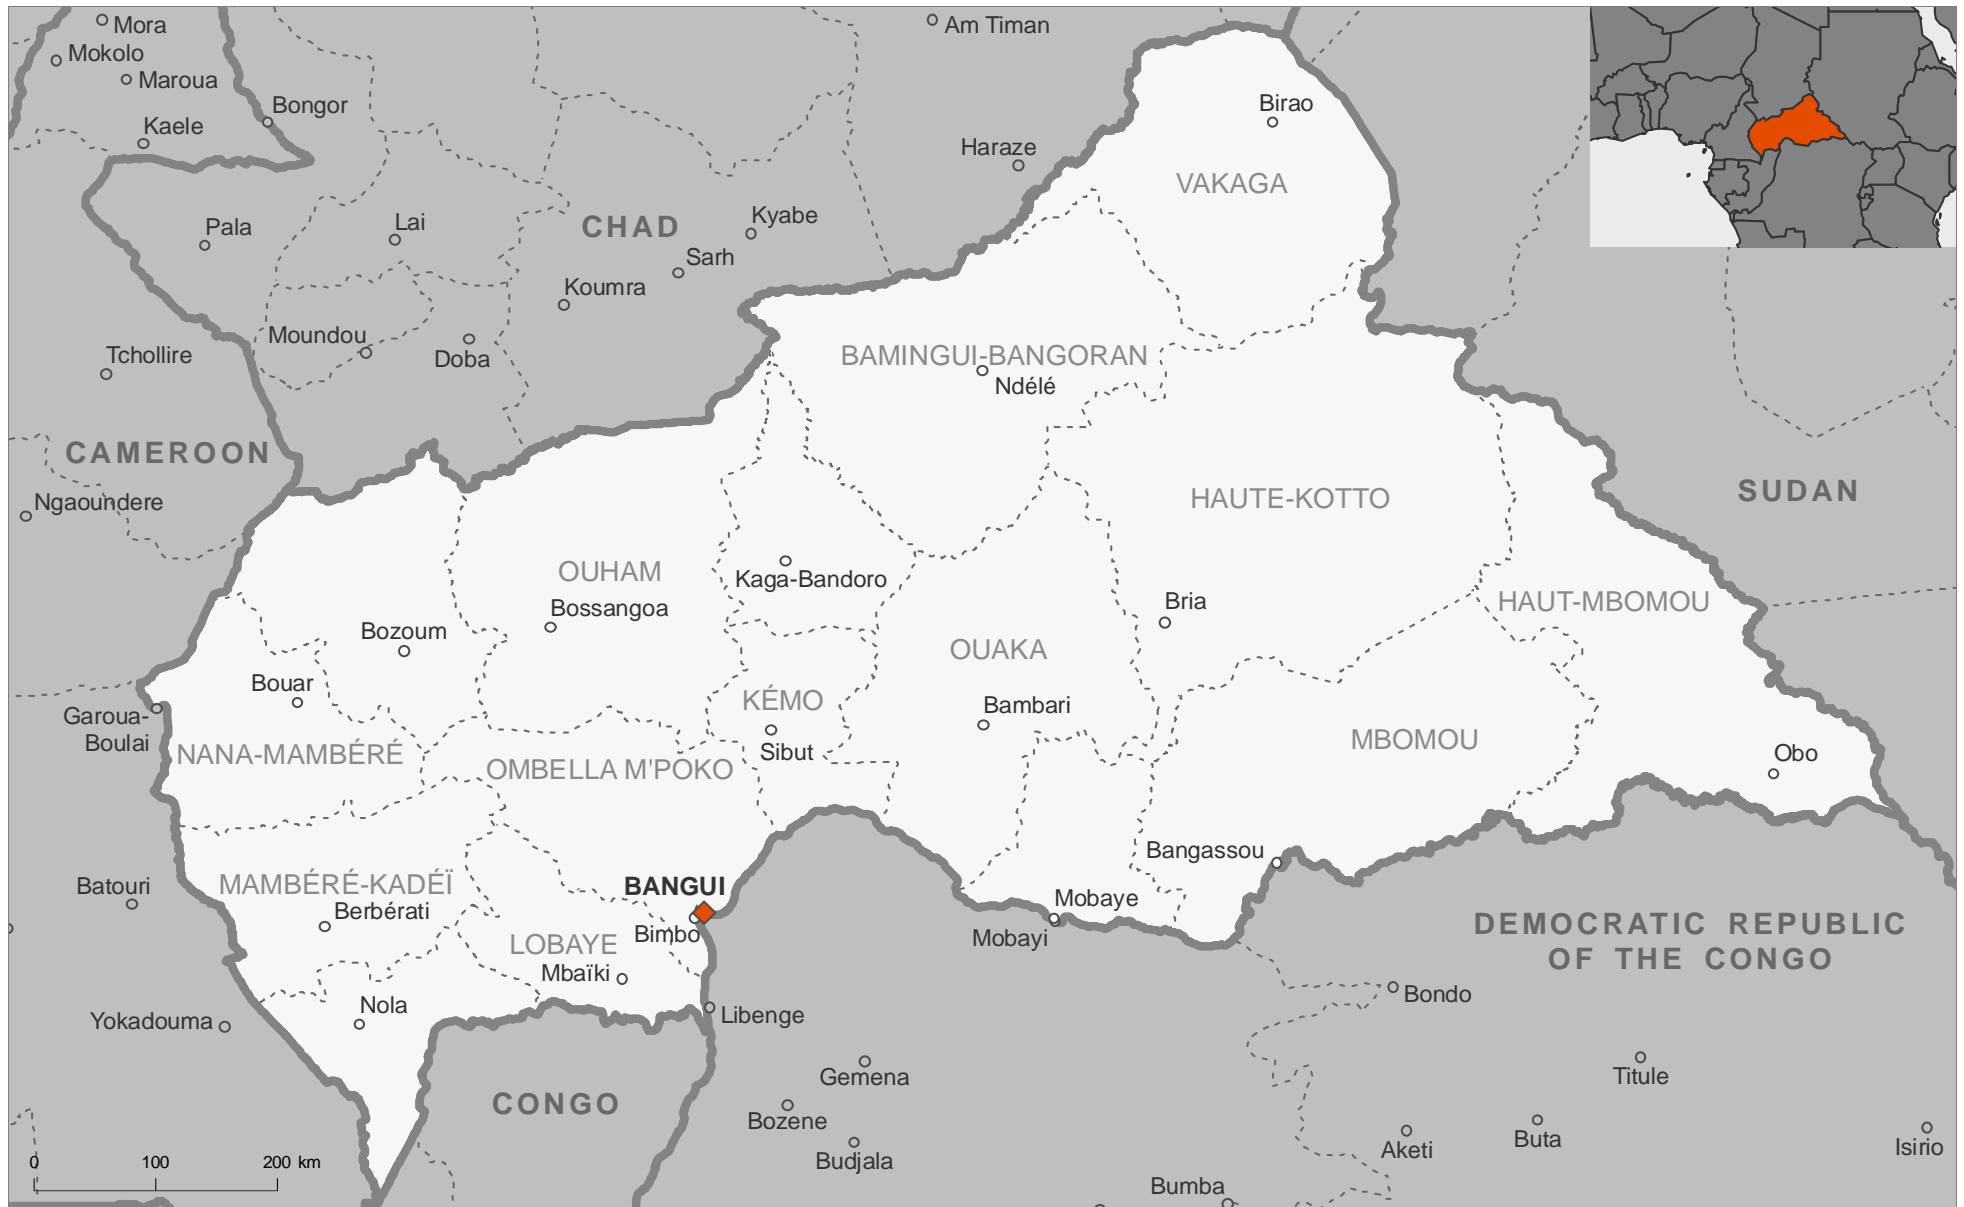 Mora
Am Timan
Mokolo
Maroua
Bongor
Birao
Kaele
Haraze
VAKAGA
Pala
Lai
CHAD
Kyabe
Sarh
Koumra
Moundou
Doba
Tchollire
BAMINGUI-BANGORAN
Ndélé
CAMEROON
Ngaoundere
HAUTE-KOTTO
SUDAN
OUHAM
Kaga-Bandoro
Bossangoa
Bria
HAUT-MBOMOU
Bozoum
OUAKA
Bouar
KÉMO
Bambari
Garoua-
Boulai
NANA-MAMBÉRÉ
OMBELLA M'POKO
Sibut
MBOMOU
Obo
Bangassou
Batouri
MAMBÉRÉ-KADÉÏ
BANGUI
Berbérati
Mobaye
Bimbo
LOBAYE
Mobayi
DEMOCRATIC REPUBLIC
OF THE CONGO
Mbaïki
Nola
Bondo
Yokadouma
Libenge
Gemena
Titule
CONGO
Bozene
Budjala
Aketi
Buta
Isirio
0 100 200 km
Bumba